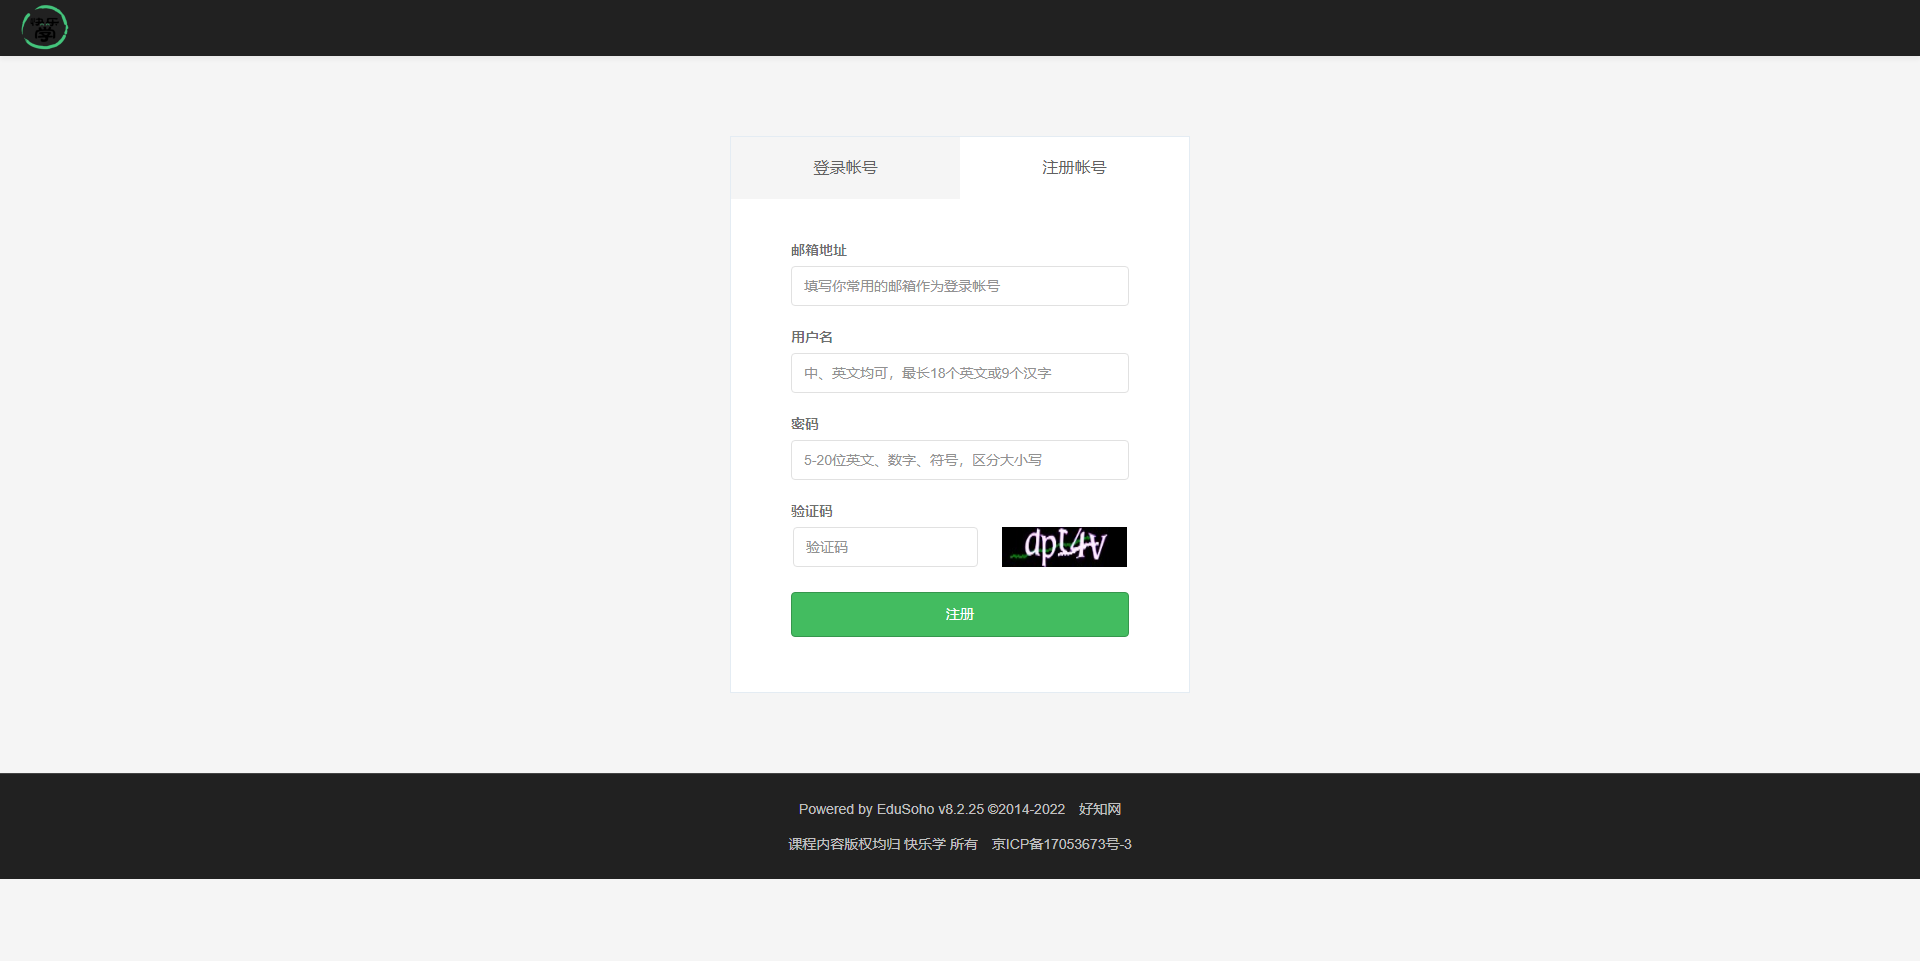 快乐
学
登录帐号
注册帐号
邮箱地址
填写你常用的邮箱作为登录帐号
用户名
中、英文均可，最长18个英文或9个汉字
密码
5-20位英文、数字、符号，区分大小写
验证码
验证码
注册
Powered by EduSoho v8.2.25 ©2014-2022 好知网
课程内容版权均归 快乐学 所有 京ICP备17053673号-3